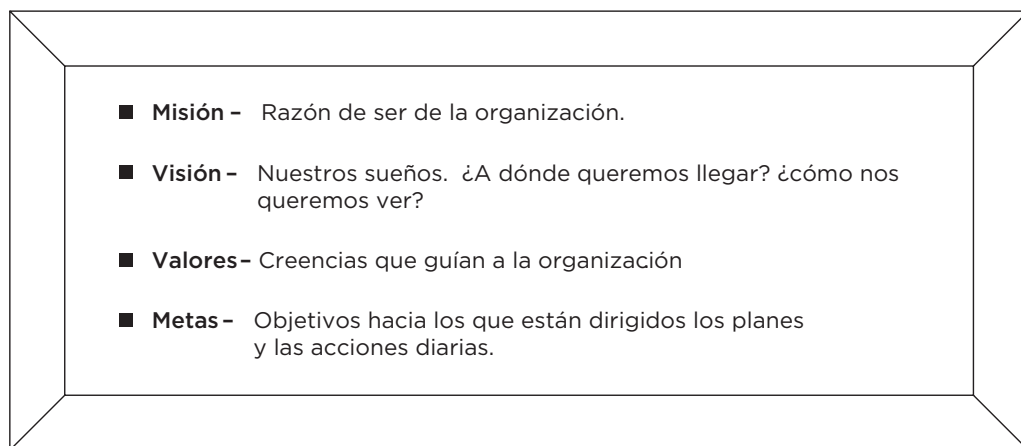 ■ Misión – Razón de ser de la organización.
■ Visión – Nuestros sueños. ¿A dónde queremos llegar? ¿cómo nos
queremos ver?
■ Valores – Creencias que guían a la organización
■ Metas – Objetivos hacia los que están dirigidos los planes
y las acciones diarias.